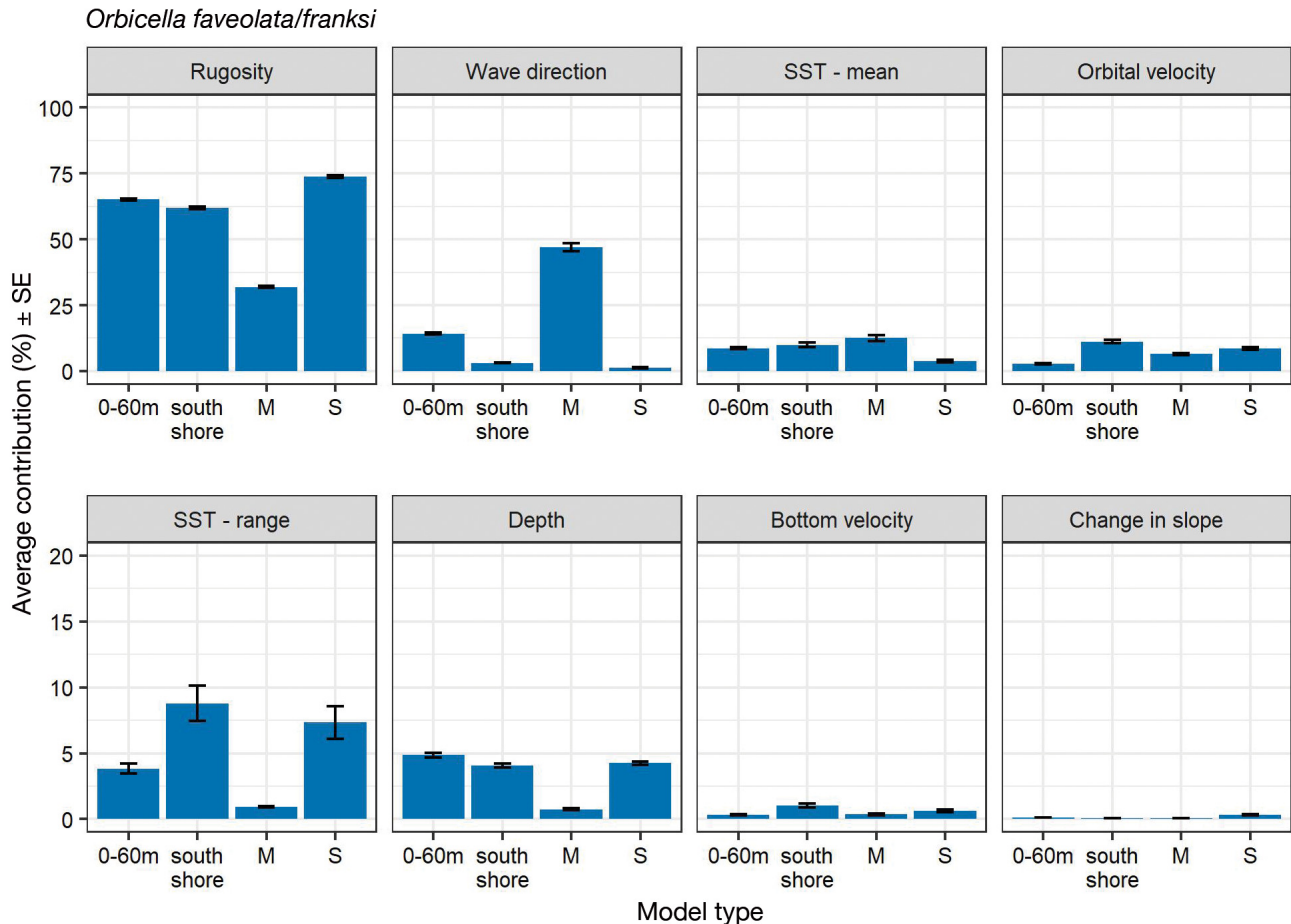 Orbicella faveolata/franksi
Rugosity
Wave direction
SST - mean
Orbital velocity
100
75
50
25
0
0-60m south shore M S
0-60m south shore M S
0-60m south shore M S
0-60m south shore M S
Average contribution (%) ± SE
SST - range
Depth
Bottom velocity
Change in slope
20
15
10
5
0
0-60m south shore M S
0-60m south shore M S
0-60m south shore M S
0-60m south shore M S
Model type